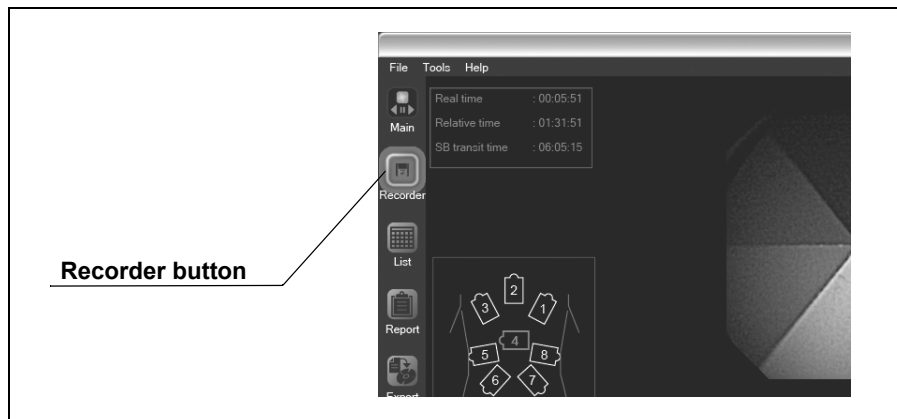 File Tools Help
Real time : 00:05:51
Relative time : 01:31:51
SB transit time : 06:05:15
Main
Recorder
List
Report
Export
Recorder button
2
3
1
4
5
8
6
7